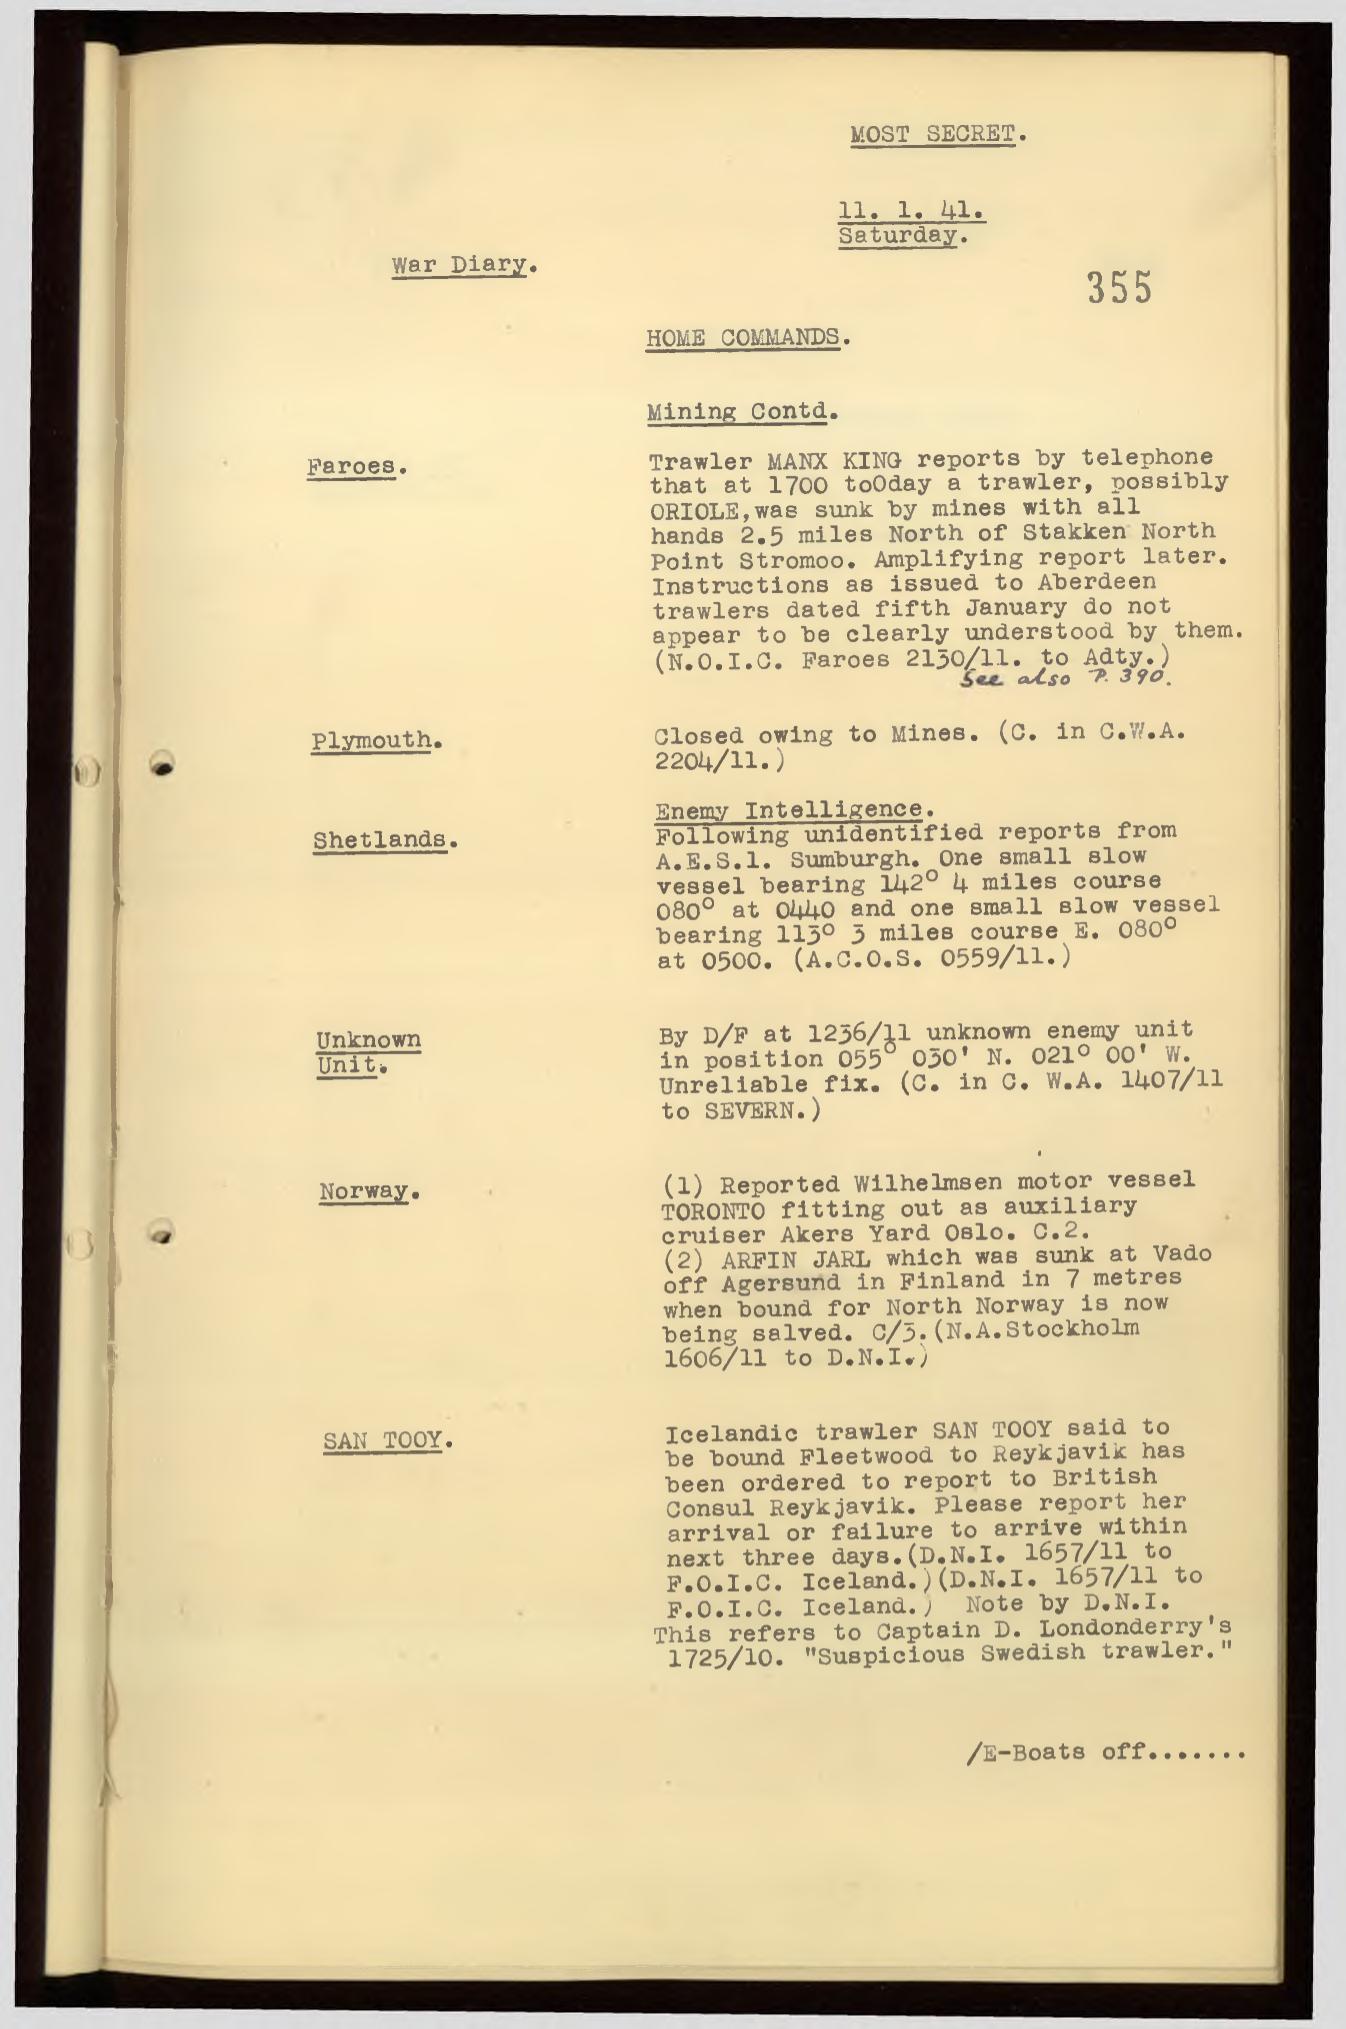 MOST SECRET.
11. 1. 41.
Saturday.
War Diary.
355
HOME COMMANDS.
Mining Contd.
Faroes.
Trawler MANX KING reports by telephone
that at 1700 toOday a trawler, possibly
ORIOLE,was sunk by mines with all
hands 2.5 miles North of Stakken North
Point Stromoo. Amplifying report later.
Instructions as issued to Aberdeen
trawlers dated fifth January do not
appear to be clearly understood by them.
(N.O.I.C. Faroes 2130/11. to Adty.)
See also P. 390.
Plymouth.
Closed owing to Mines. (C. in C.W.A.
2204/11.)
Enemy Intelligence.
Shetlands.
Following unidentified reports from
A.E.S.1. Sumburgh. One small slow
vessel bearing 142° 4 miles course
080° at 0440 and one small slow vessel
bearing 113° 3 miles course E. 080°
at 0500. (A.C.O.S. 0559/11.)
Unknown
Unit.
By D/F at 1236/11 unknown enemy unit
in position 055° 030' N. 021° 00' W.
Unreliable fix. (C. in C. W.A. 1407/11
to SEVERN.)
Norway.
(1) Reported Wilhelmsen motor vessel
TORONTO fitting out as auxiliary
cruiser Akers Yard Oslo. C.2.
(2) ARFIN JARL which was sunk at Vado
off Agersund in Finland in 7 metres
when bound for North Norway is now
being salved. C/3.(N.A.Stockholm
1606/11 to D.N.I.)
SAN TOOY.
Icelandic trawler SAN TOOY said to
be bound Fleetwood to Reykjavik has
been ordered to report to British
Consul Reykjavik. Please report her
arrival or failure to arrive within
next three days.(D.N.I. 1657/11 to
F.O.I.C. Iceland.)(D.N.I. 1657/11 to
F.O.I.C. Iceland.) Note by D.N.I.
This refers to Captain D. Londonderry's
1725/10. "Suspicious Swedish trawler."
/E-Boats off.......